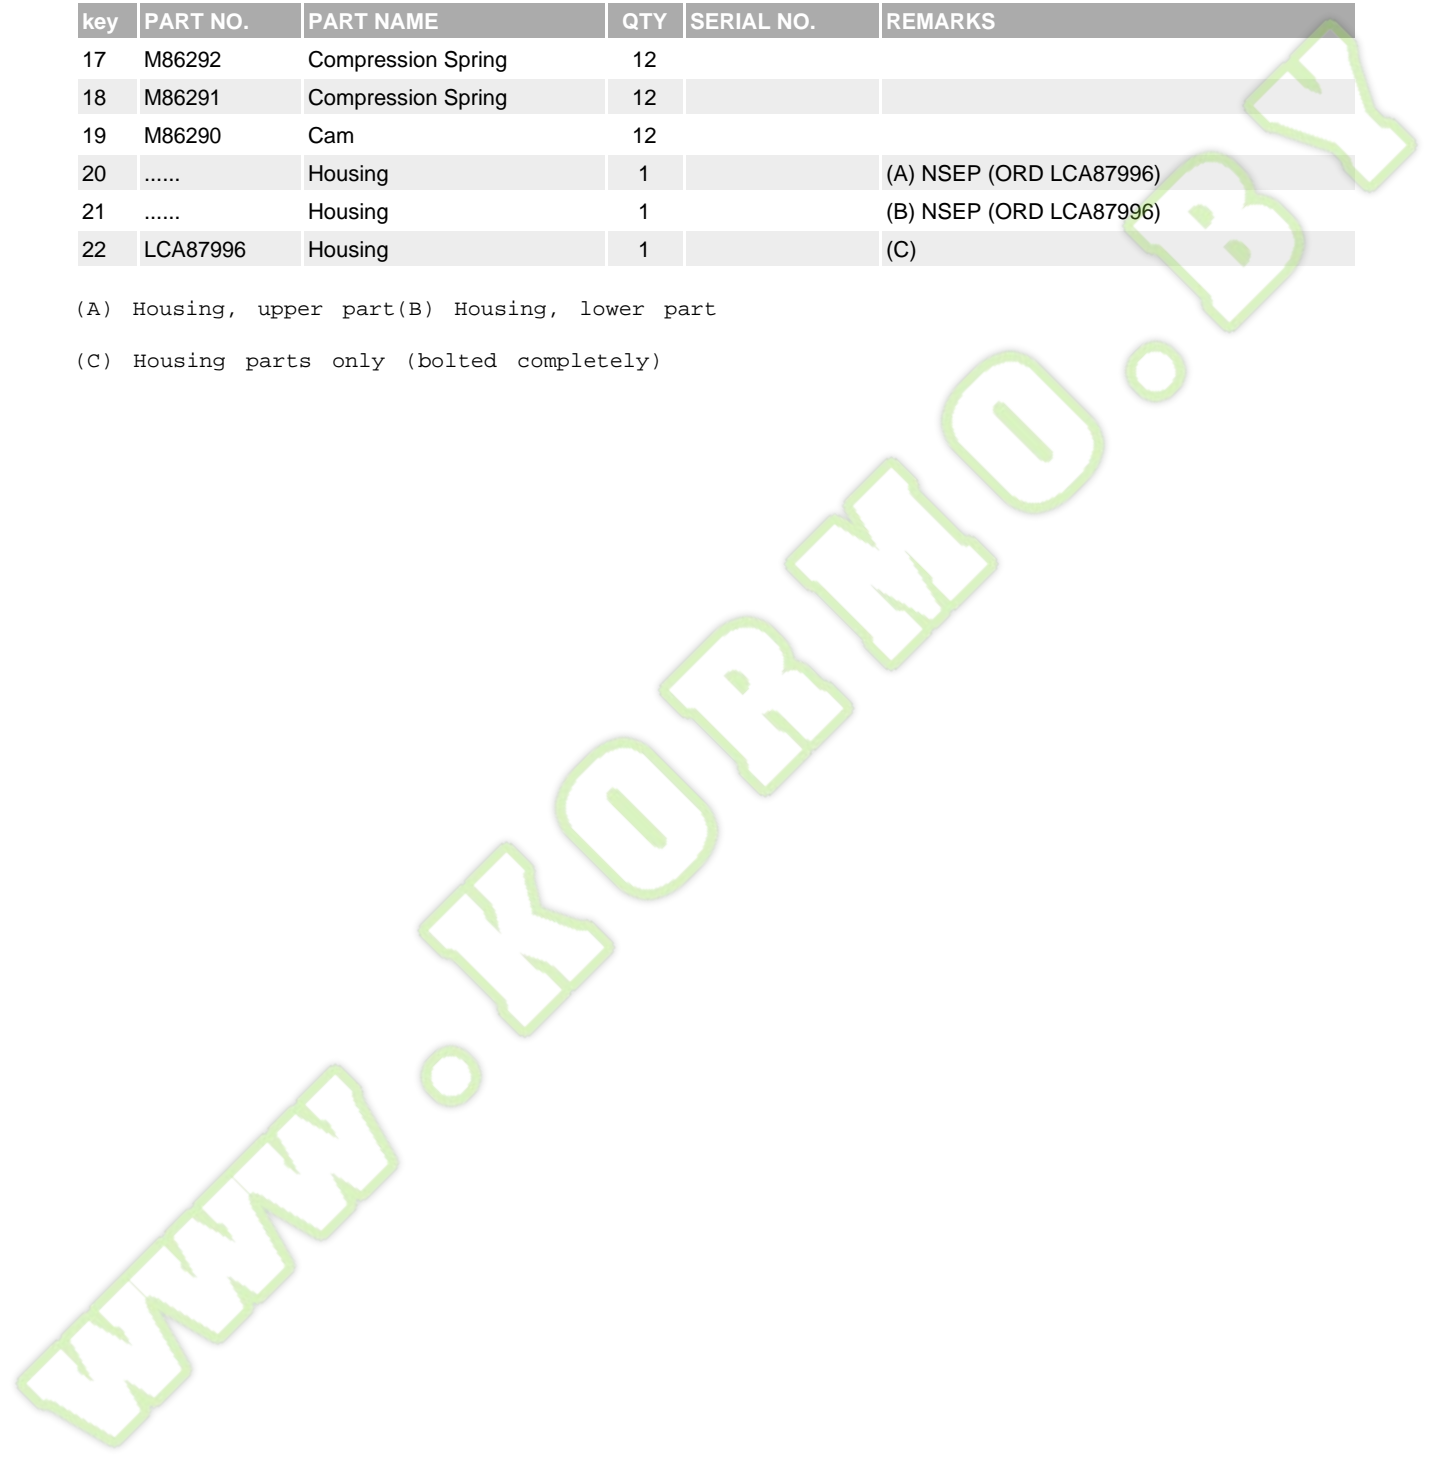 key PART NO. PART NAME QTY SERIAL NO. REMARKS
17 M86292 Compression Spring 12
18 M86291 Compression Spring 12
19 M86290 Cam 12
20 ...... Housing 1 (A) NSEP (ORD LCA87996)
21 ...... Housing 1 (B) NSEP (ORD LCA87996)
22 LCA87996 Housing 1 (C)
(A) Housing, upper part(B) Housing, lower part
(C) Housing parts only (bolted completely)
WWW.KORMO.BY